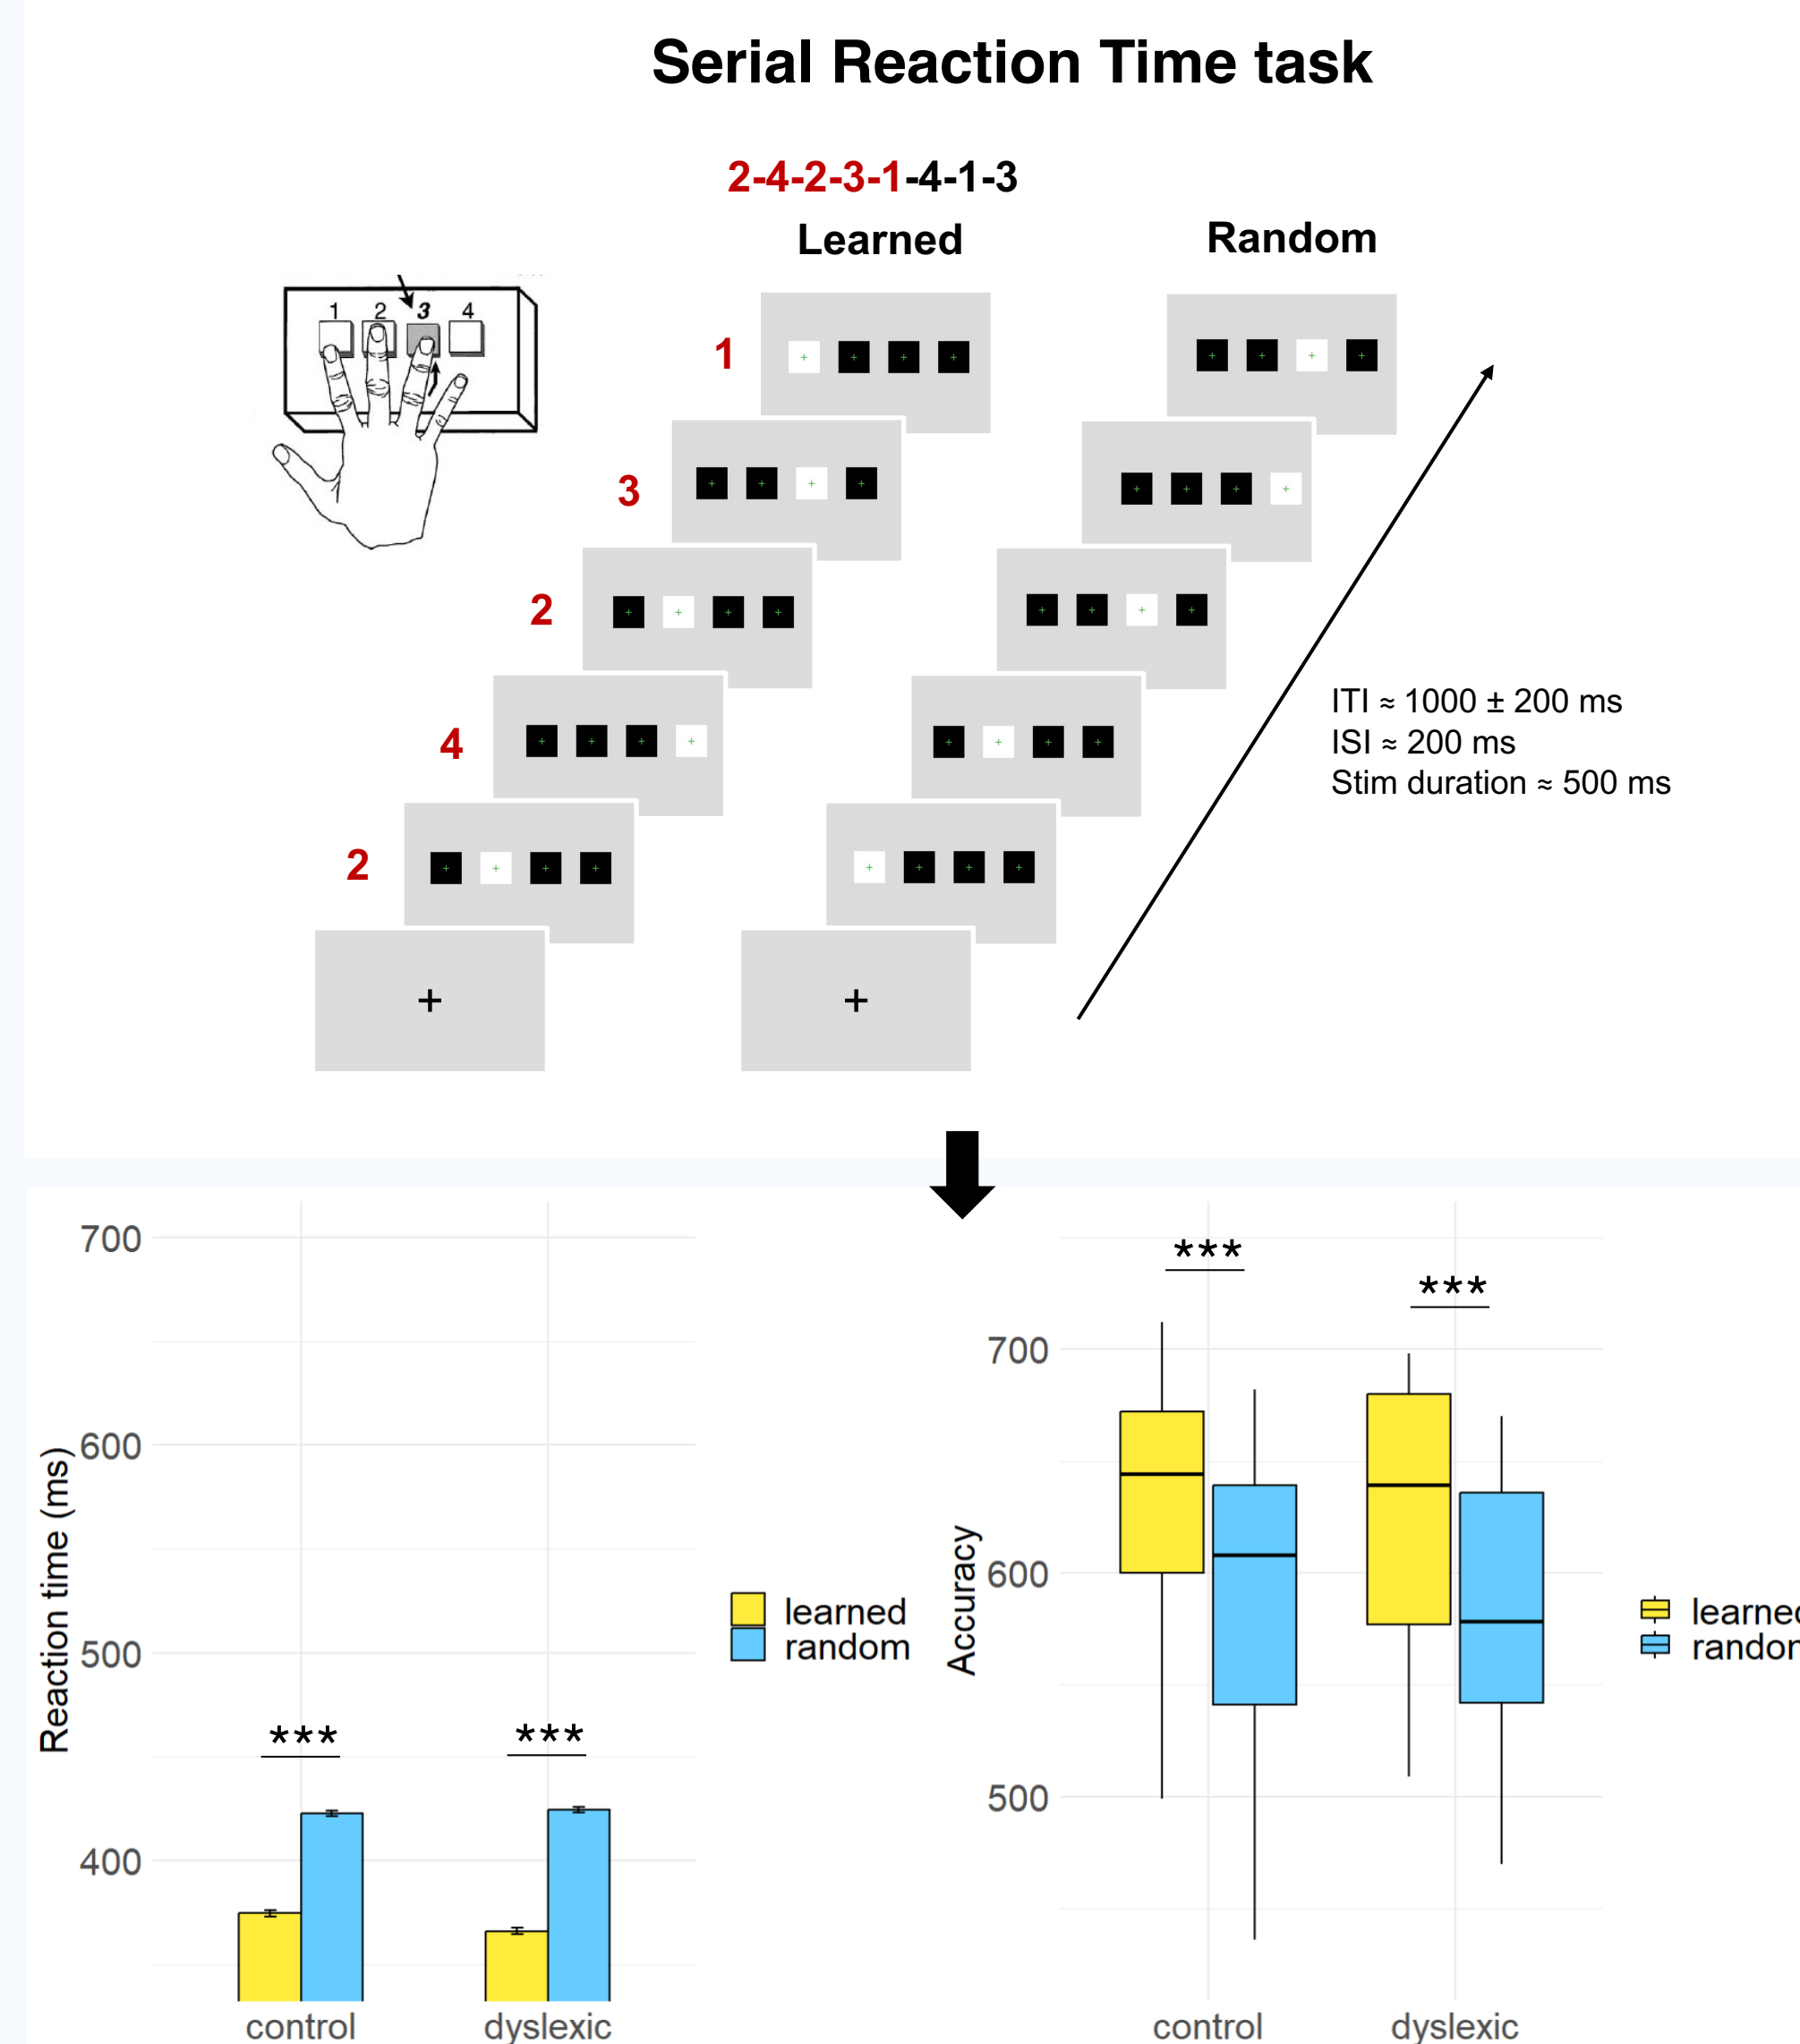 Serial Reaction Time task
2-4-2-3-1-4-1-3
Learned
Random
1 2 3 4
1
3
2
4
2
ITI ≈ 1000 ± 200 ms
ISI ≈ 200 ms
Stim duration ≈ 500 ms
Reaction time (ms)
700
600
500
400
***
***
control
dyslexic
learned
random
Accuracy
700
600
500
***
***
control
dyslexic
learned
random